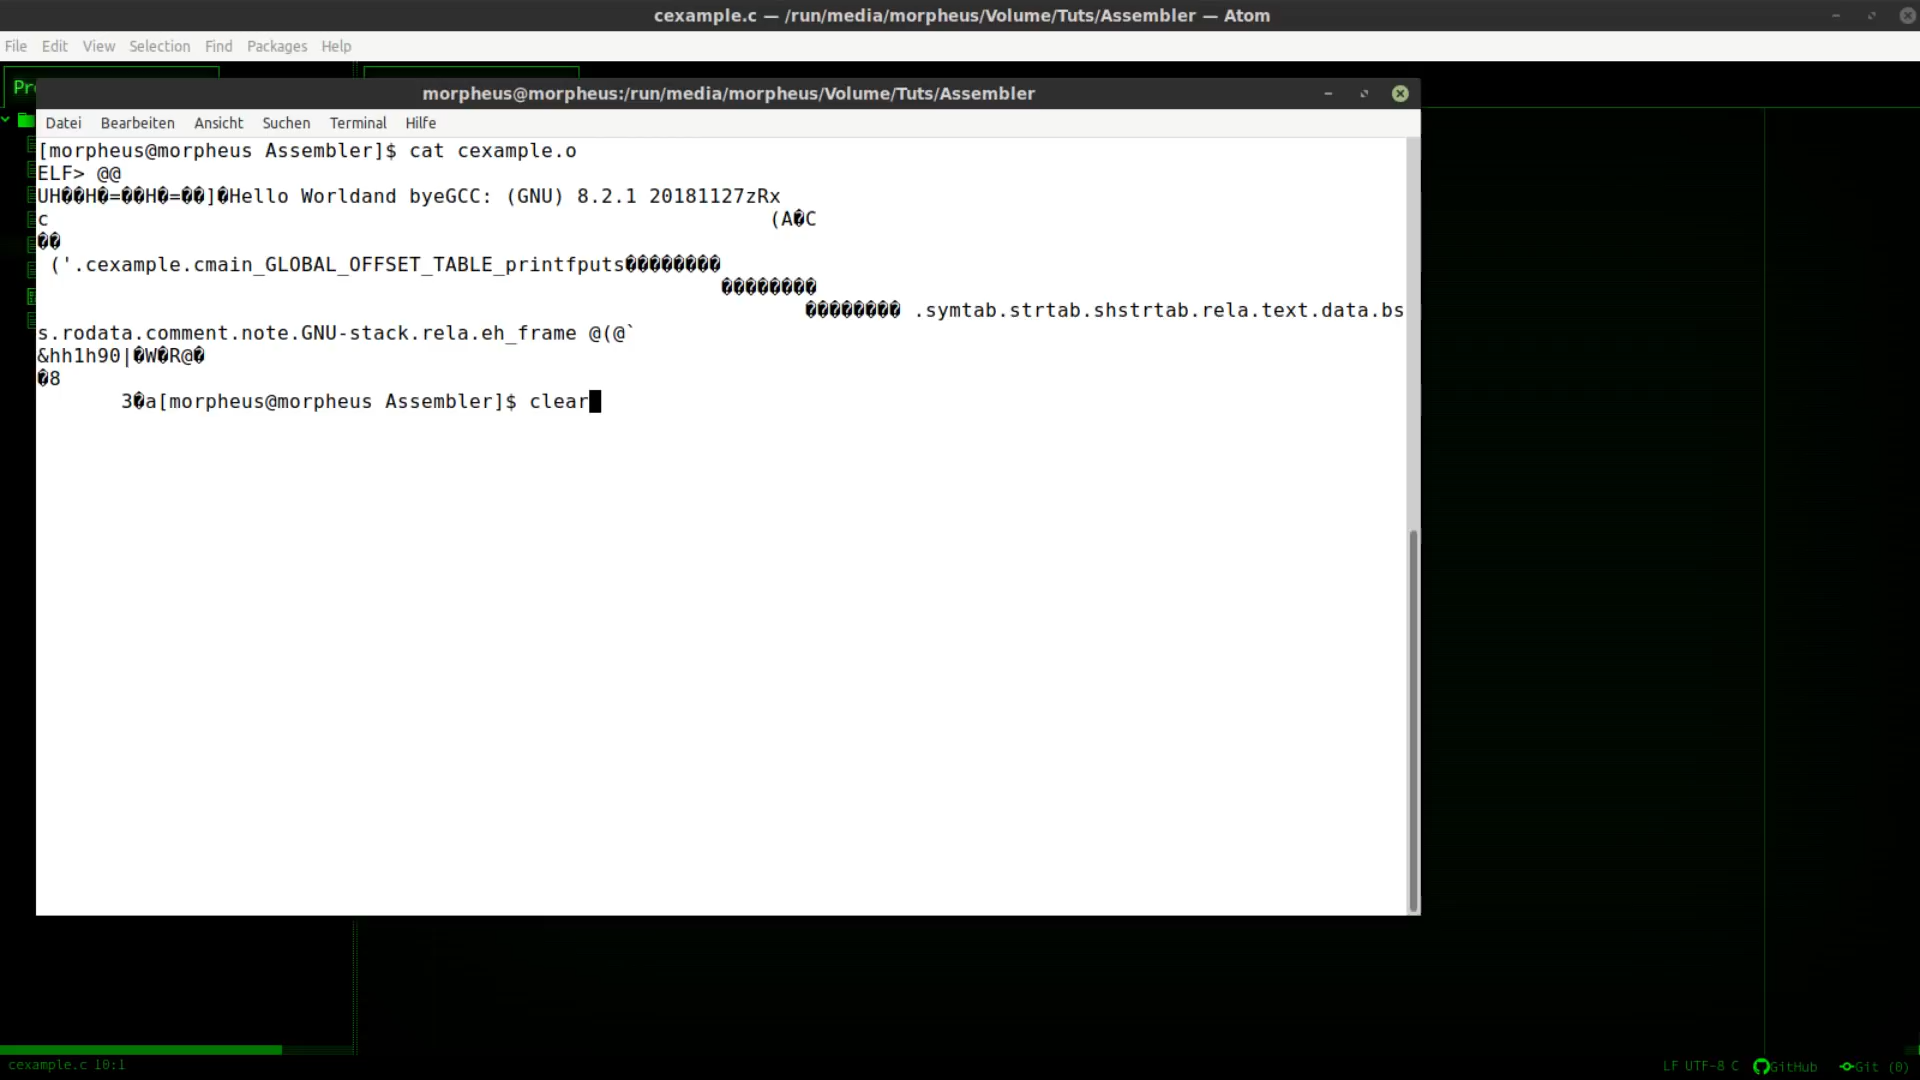 cexample.c — /run/media/morpheus/Volume/Tuts/Assembler — Atom
File Edit View Selection Find Packages Help
morpheus@morpheus:/run/media/morpheus/Volume/Tuts/Assembler
Datei Bearbeiten Ansicht Suchen Terminal Hilfe
[morpheus@morpheus Assembler]$ cat cexample.o
ELF> @@
UH��H�=��H�=��]�Hello Worldand byeGCC: (GNU) 8.2.1 20181127zRx
c (A�C
��
('.cexample.cmain_GLOBAL_OFFSET_TABLE_printfputs��������
��������
�������� .symtab.strtab.shstrtab.rela.text.data.bs
s.rodata.comment.note.GNU-stack.rela.eh_frame @(@`
&hh1h90|�W�R@�
�8
3�a[morpheus@morpheus Assembler]$ clear
cexample.c 10:1
LF UTF-8 C GitHub Git (0)